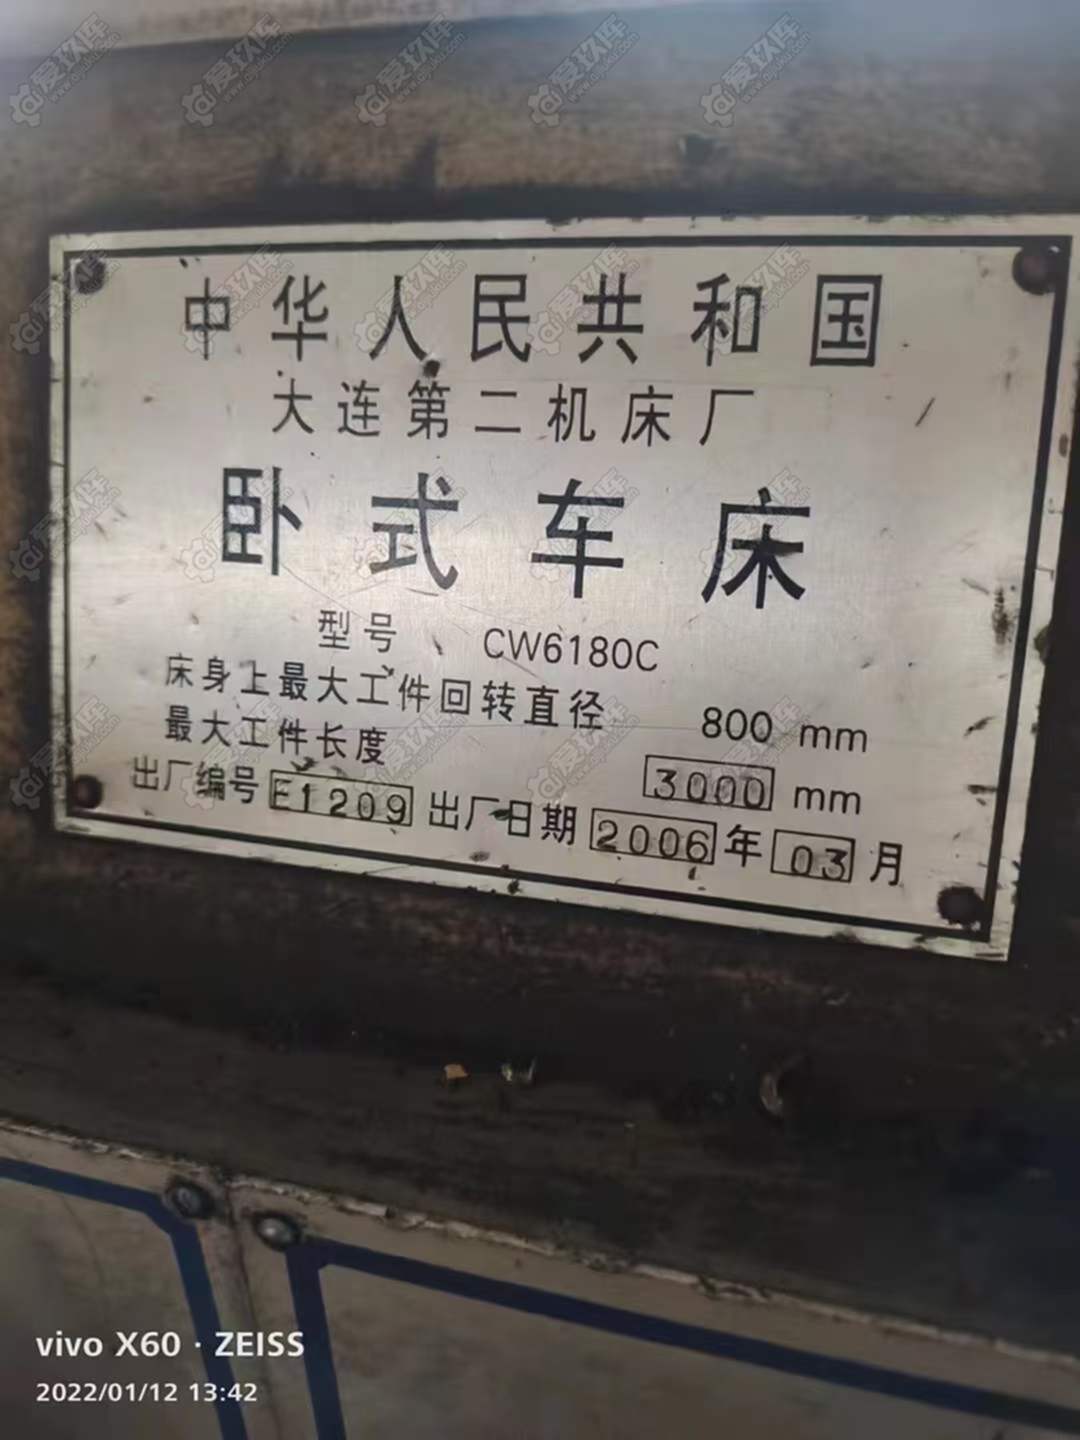 中华人民共和国
大连第二机床厂
卧式车床
型号 CW6180C
床身上最大工件回转直径 800 mm
最大工件长度 3000 mm
出厂编号 E1209 出厂日期 2006 年 03 月
vivo X60 · ZEISS
2022/01/12 13:42